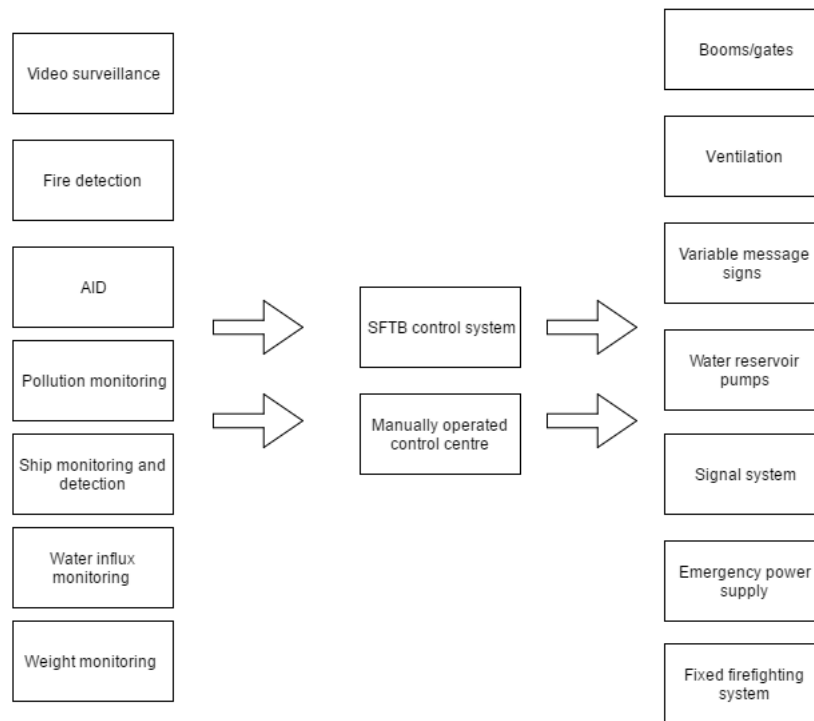 Video surveillance
Fire detection
AID
Pollution monitoring
Ship monitoring and
detection
Water influx
monitoring
Weight monitoring
SFTB control system
Manually operated
control centre
Booms/gates
Ventilation
Variable message
signs
Water reservoir
pumps
Signal system
Emergency power
supply
Fixed firefighting
system